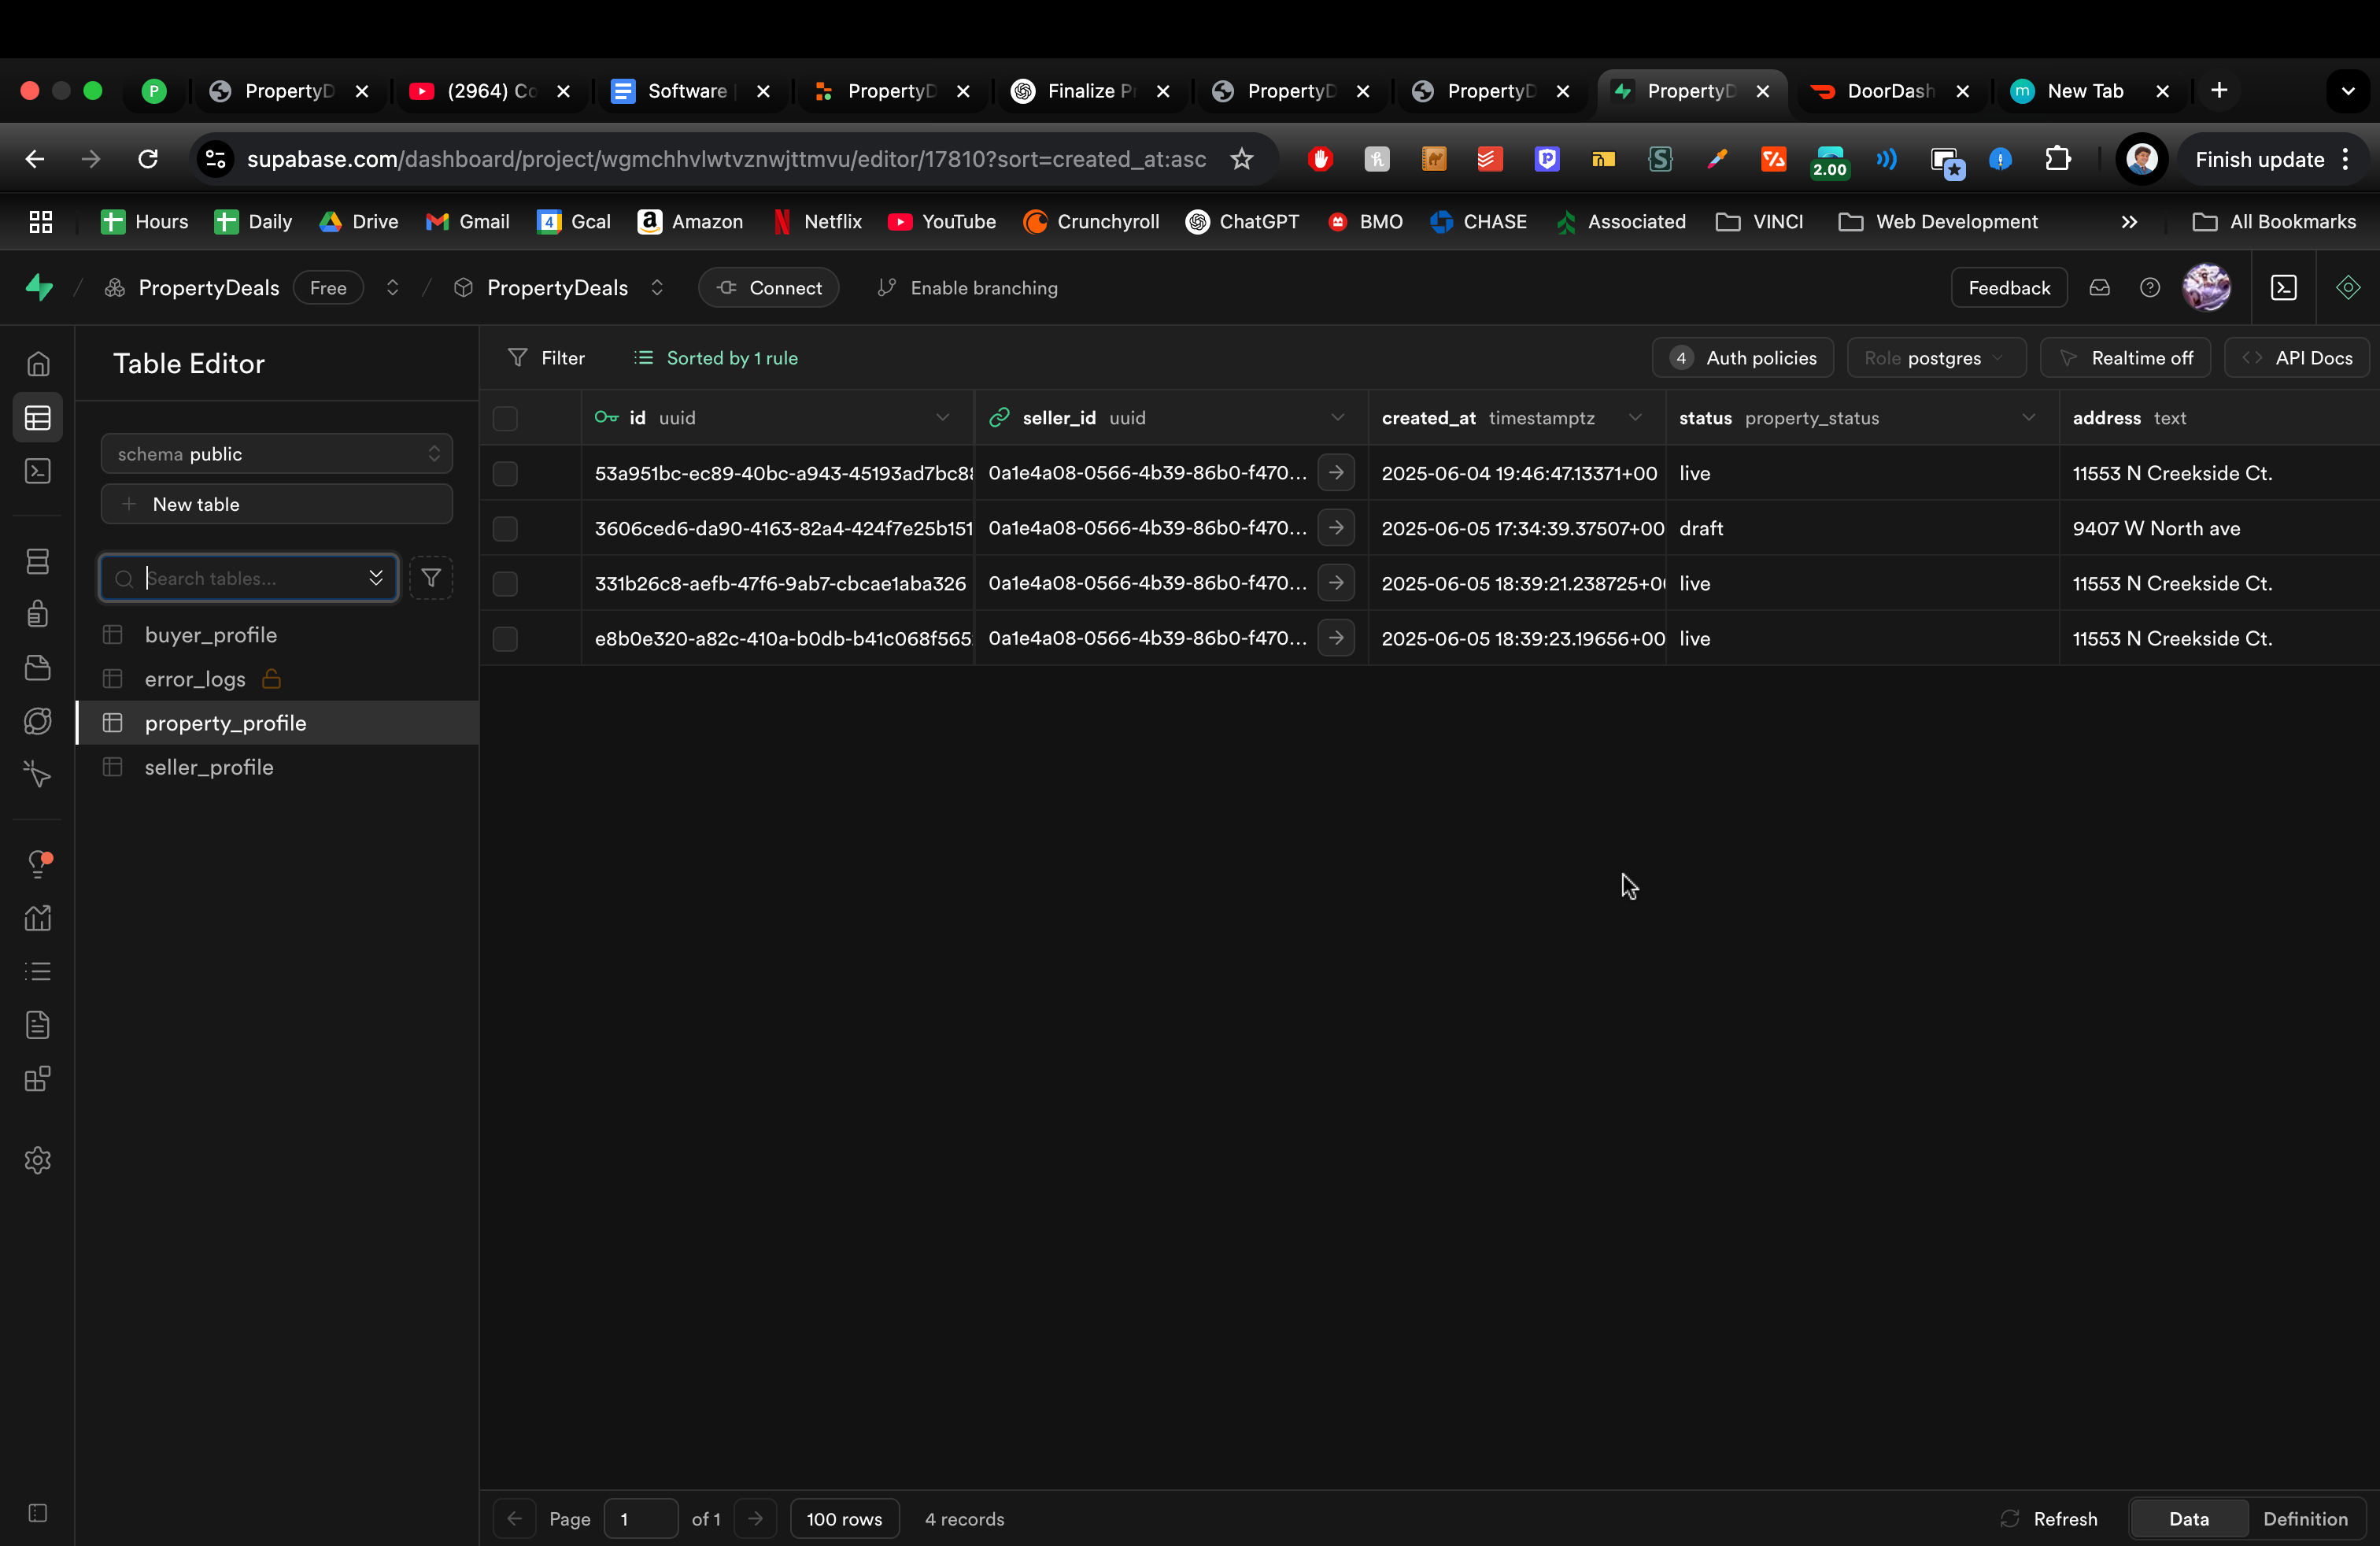 P PropertyD (2964) Co Software PropertyD Finalize Pr PropertyD PropertyD PropertyD DoorDash m New Tab
supabase.com/dashboard/project/wgmchhvlwtvznwjttmvu/editor/17810?sort=created_at:asc 2.00 Finish update
Hours Daily Drive Gmail 4 Gcal Amazon Netflix YouTube Crunchyroll ChatGPT BMO CHASE Associated VINCI Web Development All Bookmarks
/ PropertyDeals Free / PropertyDeals Connect Enable branching Feedback
Table Editor
Filter Sorted by 1 rule 4 Auth policies Role postgres Realtime off API Docs
schema public
New table
Search tables...
buyer_profile
error_logs
property_profile
seller_profile
id uuid seller_id uuid created_at timestamptz status property_status address text
53a951bc-ec89-40bc-a943-45193ad7bc88 0a1e4a08-0566-4b39-86b0-f470... 2025-06-04 19:46:47.13371+00 live 11553 N Creekside Ct.
3606ced6-da90-4163-82a4-424f7e25b151 0a1e4a08-0566-4b39-86b0-f470... 2025-06-05 17:34:39.37507+00 draft 9407 W North ave
331b26c8-aefb-47f6-9ab7-cbcae1aba326 0a1e4a08-0566-4b39-86b0-f470... 2025-06-05 18:39:21.238725+00 live 11553 N Creekside Ct.
e8b0e320-a82c-410a-b0db-b41c068f565 0a1e4a08-0566-4b39-86b0-f470... 2025-06-05 18:39:23.19656+00 live 11553 N Creekside Ct.
Page 1 of 1 100 rows 4 records Refresh Data Definition